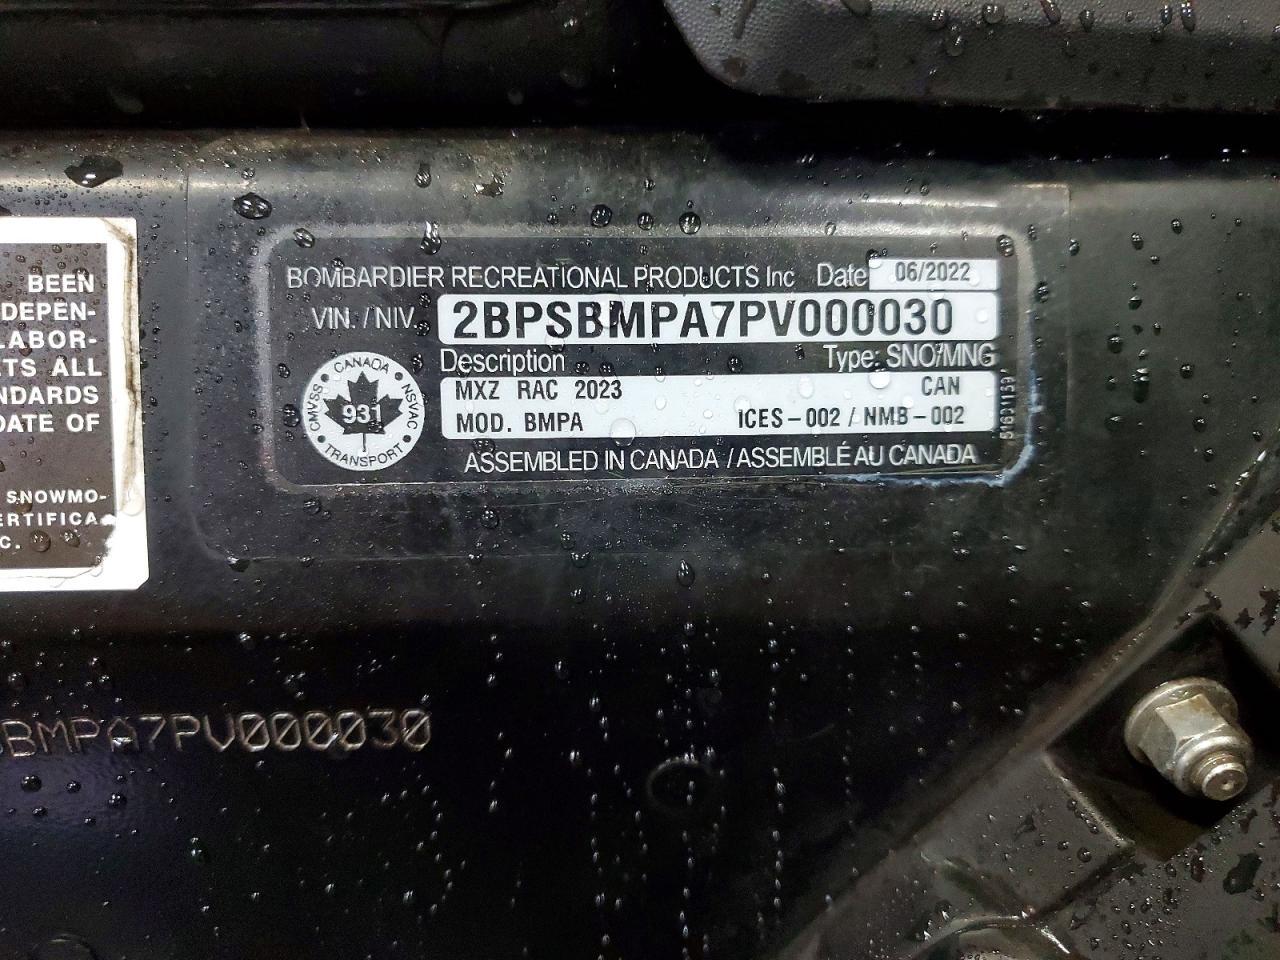 BEEN
DEPEN-
LABOR-
TS ALL
NDARDS
DATE OF
SNOWMO-
ERTIFICA
C.
BOMBARDIER RECREATIONAL PRODUCTS Inc Date 06/2022
VIN. / NIV. 2BPSBMPA7PV000030
Description Type: SNO/MNG
MXZ RAC 2023 CAN
MOD. BMPA ICES-002 / NMB-002
ASSEMBLED IN CANADA / ASSEMBLÉ AU CANADA
CANADA
CMVSS
931
NSVAC
TRANSPORT
BMPA7PV000030